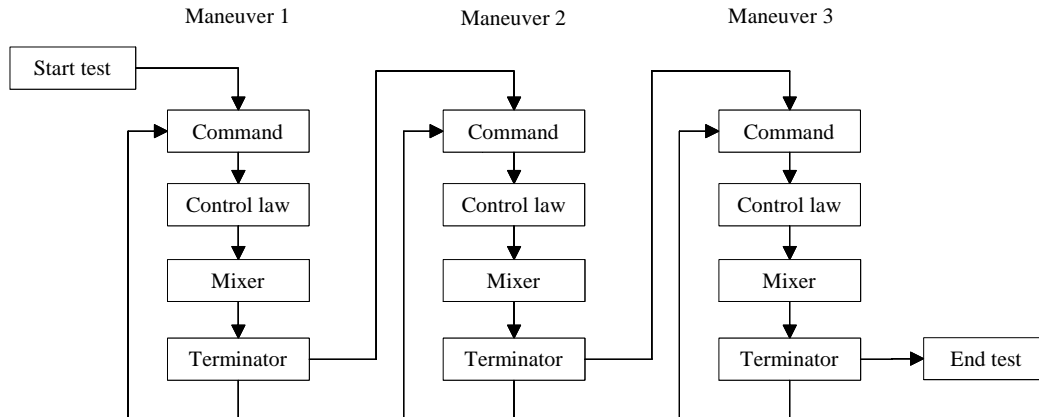 Maneuver 1
Maneuver 2
Maneuver 3
Start test
Command
Command
Command
Control law
Control law
Control law
Mixer
Mixer
Mixer
Terminator
Terminator
Terminator
End test